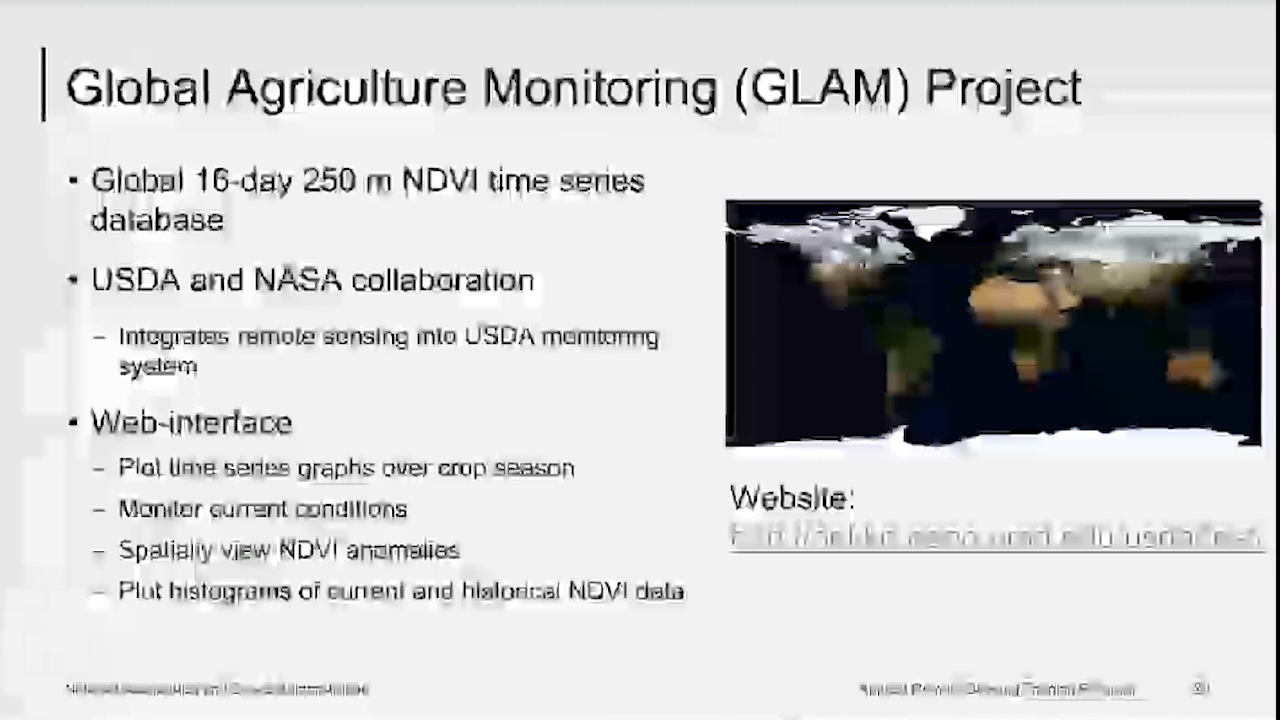 Global Agriculture Monitoring (GLAM) Project
• Global 16-day 250 m NDVI time series
database
• USDA and NASA collaboration
– Integrates remote sensing into USDA monitoring
system
• Web-interface
– Plot time series graphs over crop season
– Monitor current conditions
– Spatially view NDVI anomalies
– Plot histograms of current and historical NDVI data
Website: